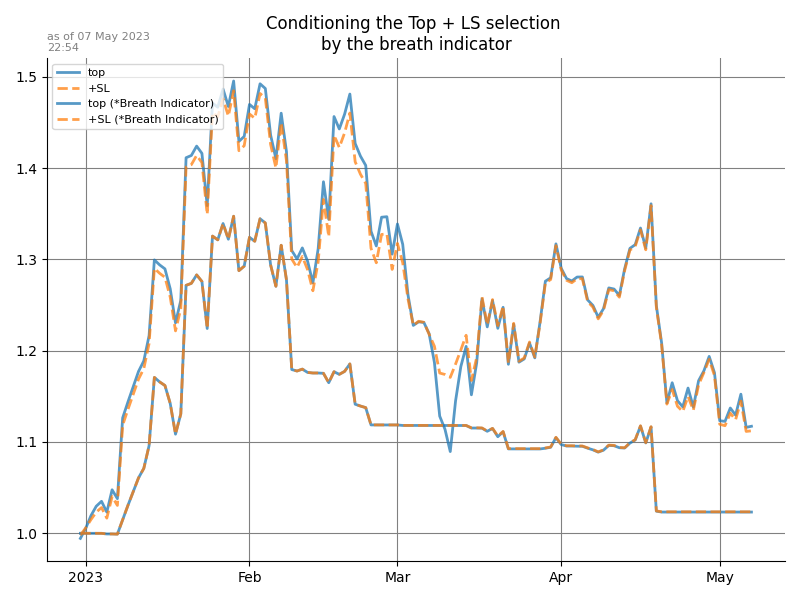 as of 07 May 2023
22:54
Conditioning the Top + LS selection
by the breath indicator
top
+SL
top (*Breath Indicator)
+SL (*Breath Indicator)
1.5
1.4
1.3
1.2
1.1
1.0
2023
Feb
Mar
Apr
May